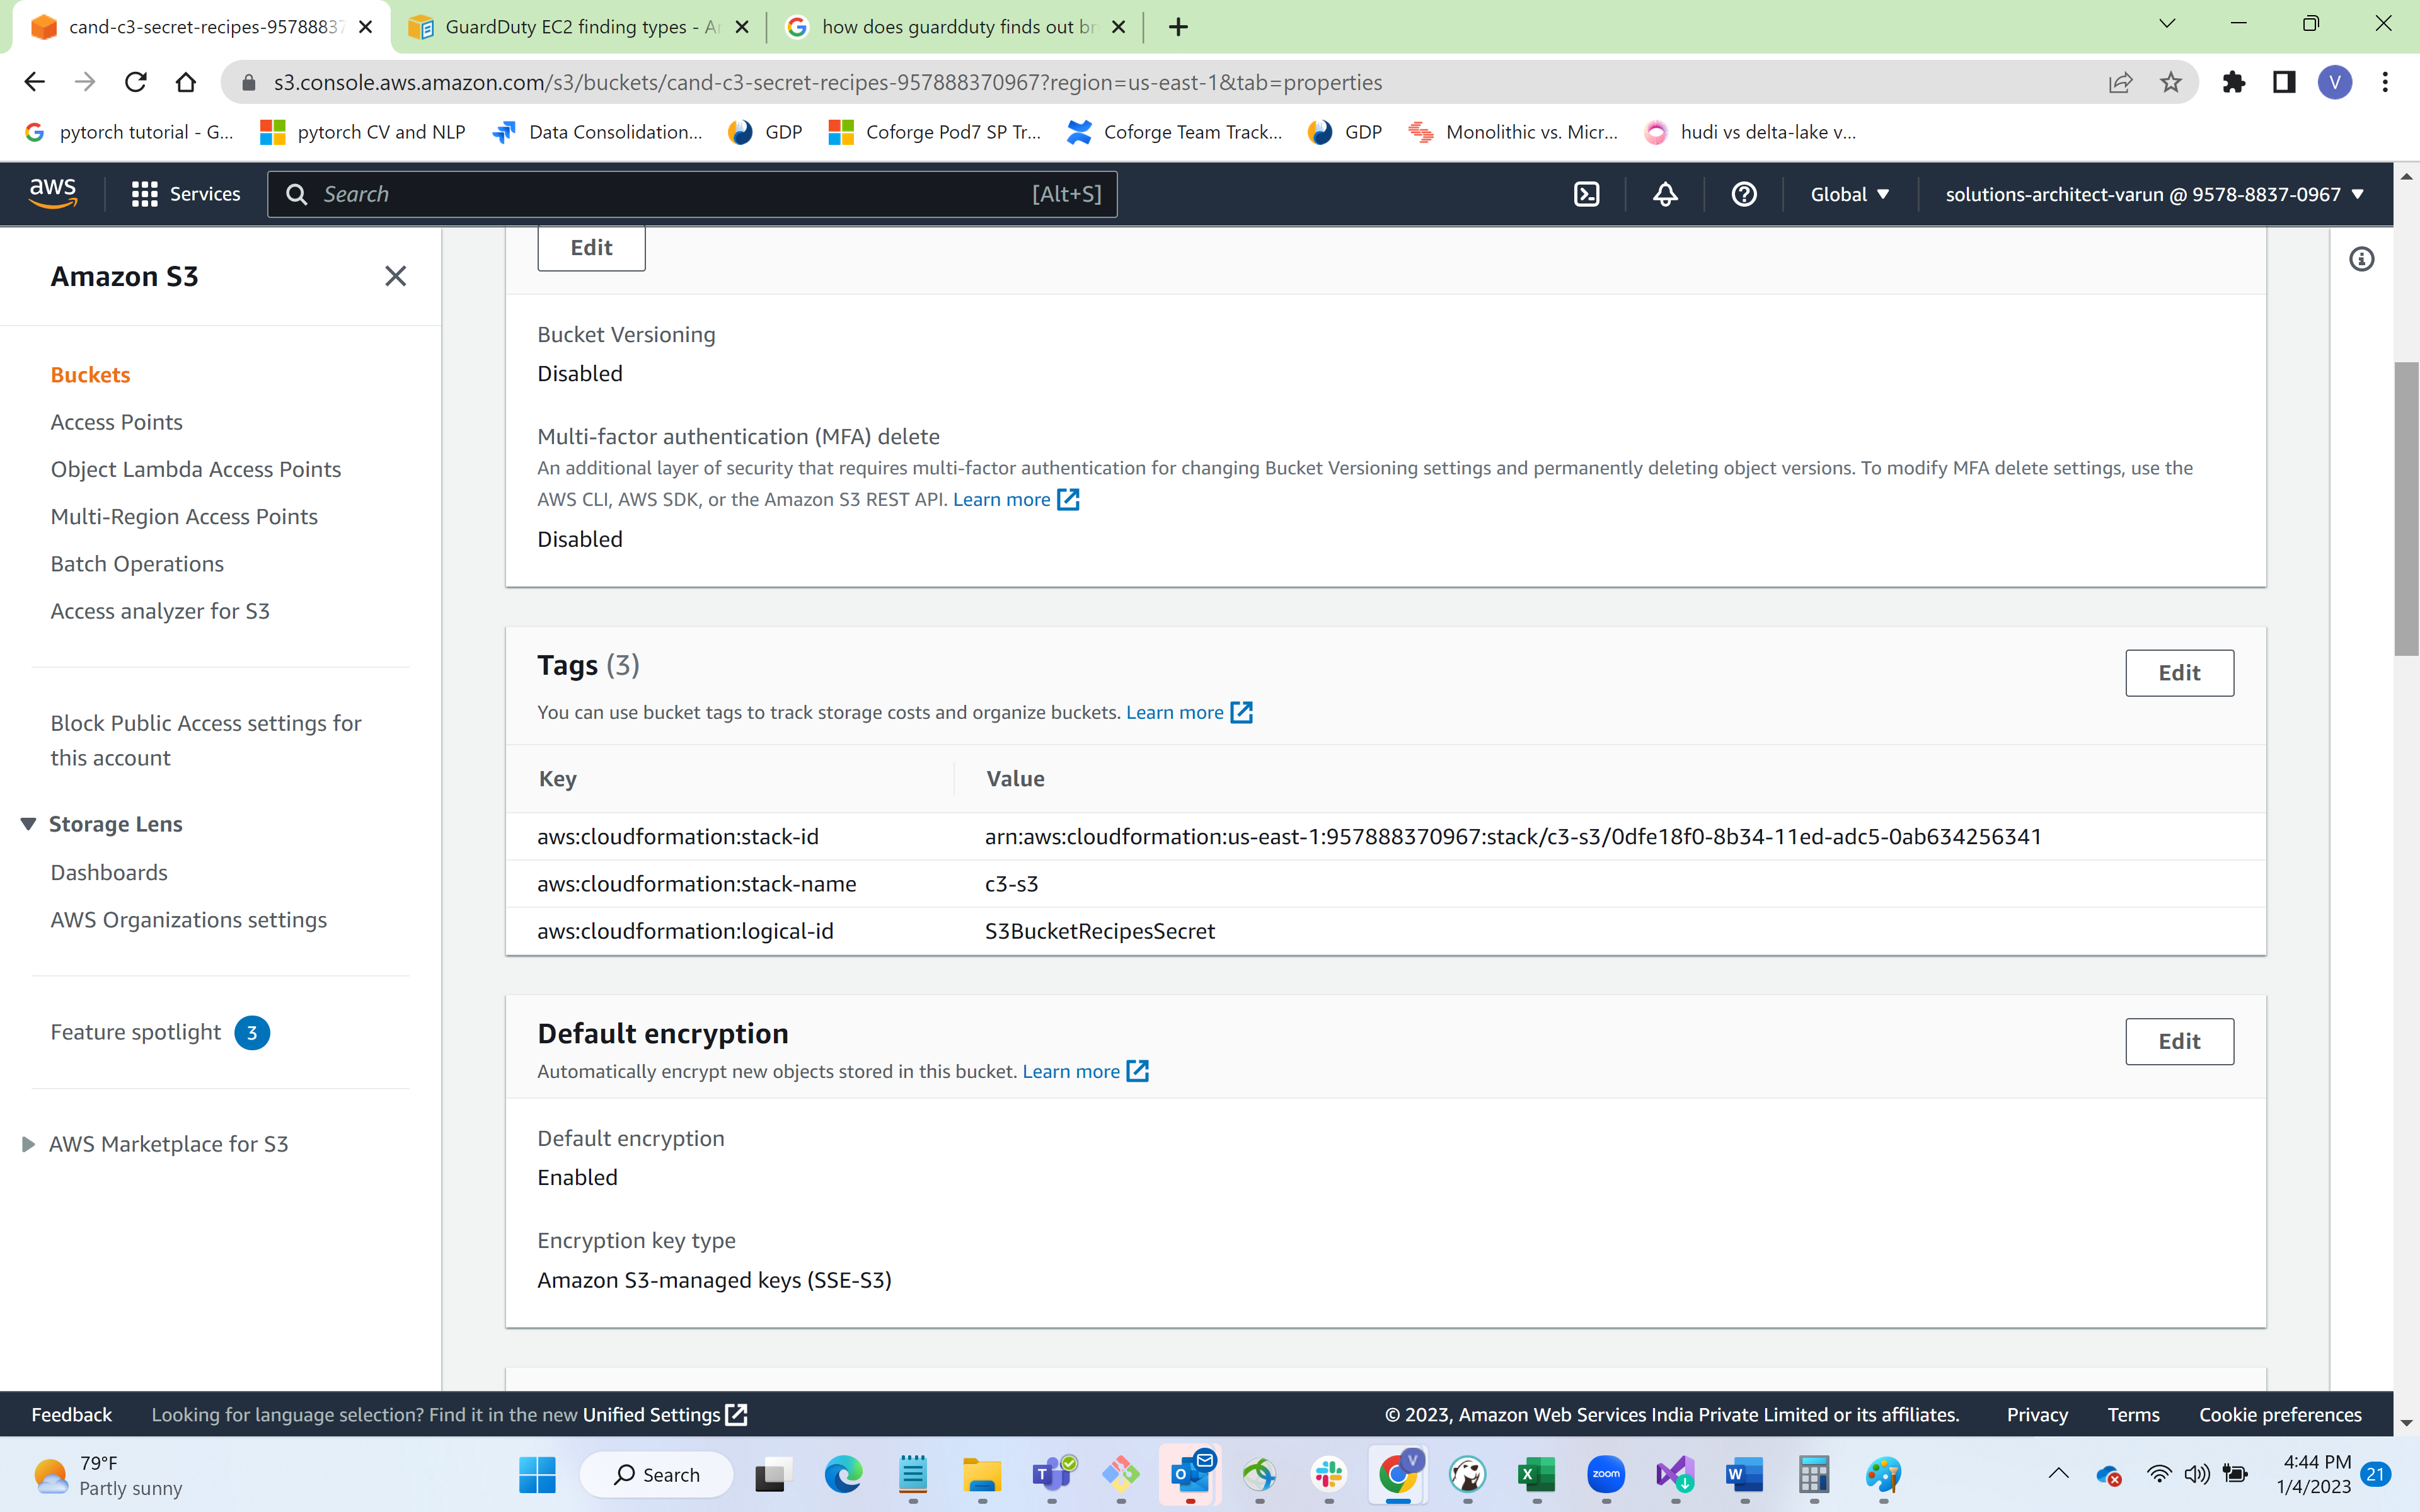 cand-c3-secret-recipes-95788837
GuardDuty EC2 finding types - A
how does guardduty finds out br
s3.console.aws.amazon.com/s3/buckets/cand-c3-secret-recipes-957888370967?region=us-east-1&tab=properties
V
pytorch tutorial - G...
pytorch CV and NLP
Data Consolidation...
GDP
Coforge Pod7 SP Tr...
Coforge Team Track...
GDP
Monolithic vs. Micr...
hudi vs delta-lake v...
aws
Services
Search
[Alt+S]
Global
solutions-architect-varun @ 9578-8837-0967
Amazon S3
Buckets
Access Points
Object Lambda Access Points
Multi-Region Access Points
Batch Operations
Access analyzer for S3
Block Public Access settings for
this account
Storage Lens
Dashboards
AWS Organizations settings
Feature spotlight 3
AWS Marketplace for S3
Edit
Bucket Versioning
Disabled
Multi-factor authentication (MFA) delete
An additional layer of security that requires multi-factor authentication for changing Bucket Versioning settings and permanently deleting object versions. To modify MFA delete settings, use the
AWS CLI, AWS SDK, or the Amazon S3 REST API. Learn more
Disabled
Tags (3)
Edit
You can use bucket tags to track storage costs and organize buckets. Learn more
Key Value
aws:cloudformation:stack-id arn:aws:cloudformation:us-east-1:957888370967:stack/c3-s3/0dfe18f0-8b34-11ed-adc5-0ab634256341
aws:cloudformation:stack-name c3-s3
aws:cloudformation:logical-id S3BucketRecipesSecret
Default encryption
Edit
Automatically encrypt new objects stored in this bucket. Learn more
Default encryption
Enabled
Encryption key type
Amazon S3-managed keys (SSE-S3)
Feedback
Looking for language selection? Find it in the new Unified Settings
© 2023, Amazon Web Services India Private Limited or its affiliates.
Privacy
Terms
Cookie preferences
79°F
Partly sunny
Search
zoom
4:44 PM
1/4/2023
21